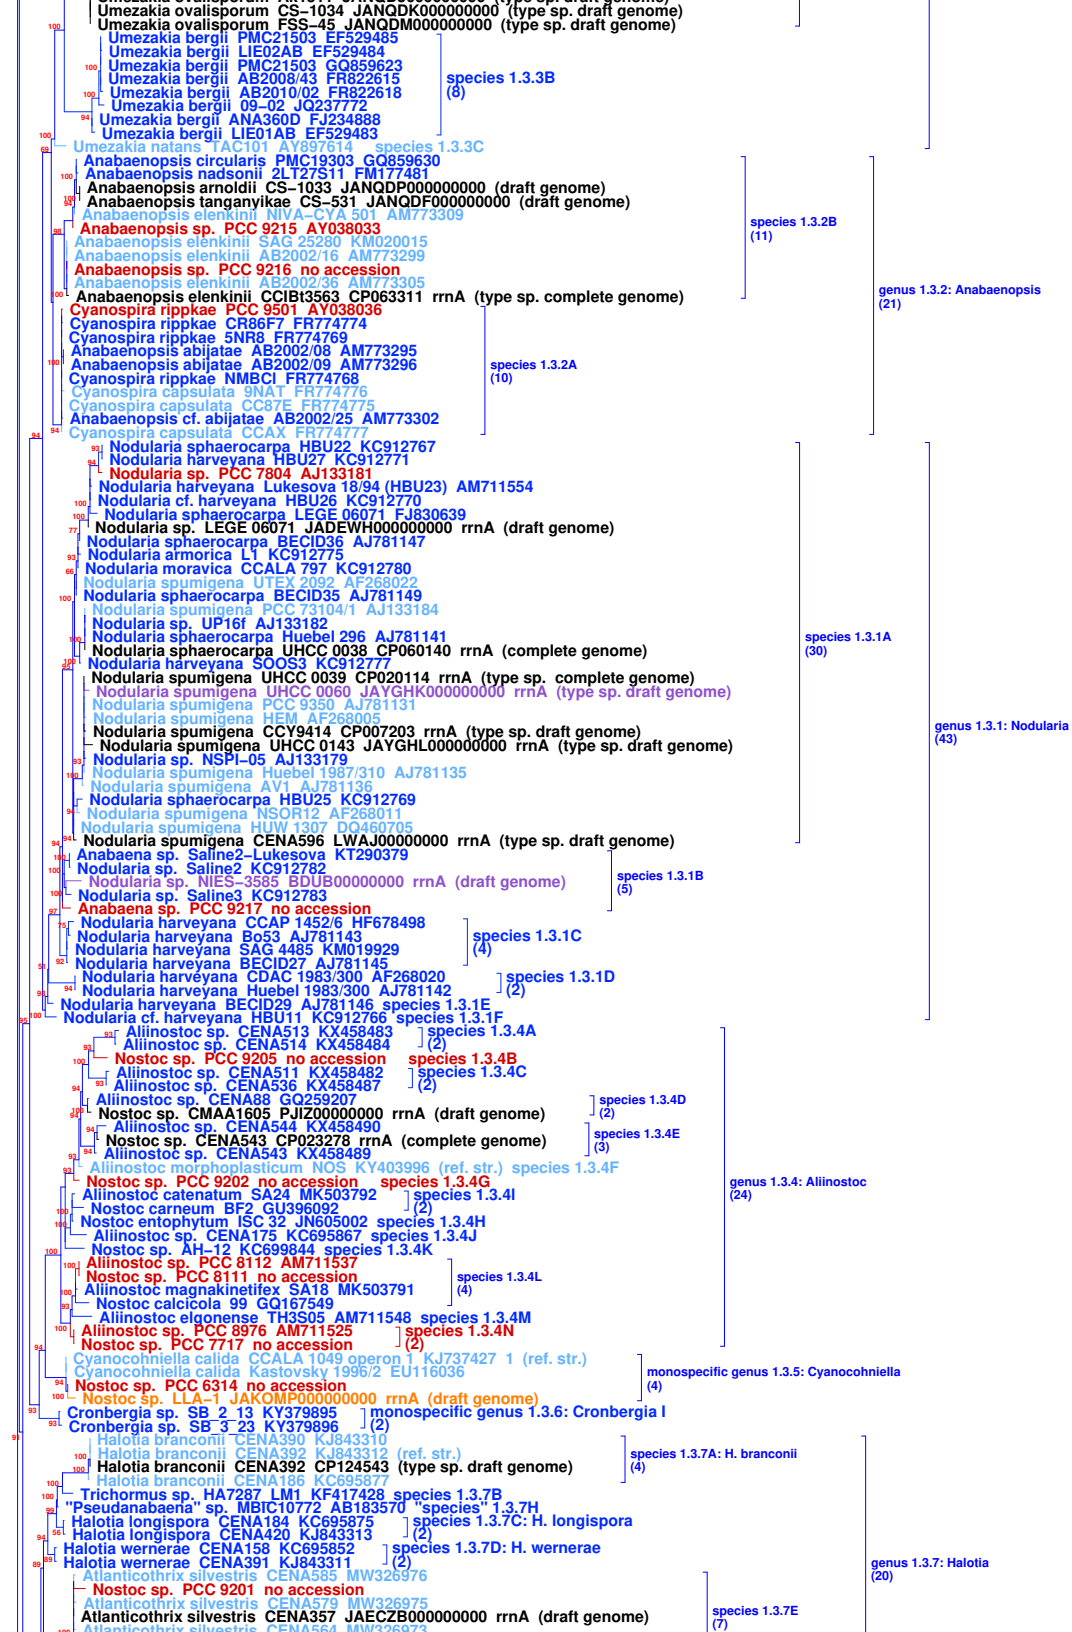 Umezakia ovalisporum CS-1034 JANQDK000000000 (type sp. draft genome)
Umezakia ovalisporum FSS-45 JANQDM000000000 (type sp. draft genome)
Umezakia bergii PMC21503 EF529485
Umezakia bergii LIE02AB EF529484
Umezakia bergii PMC21503 GQ859623
Umezakia bergii AB2008/43 FR822615
species 1.3.3B
(8)
Umezakia bergii AB2010/02 FR822618
Umezakia bergii 09-02 JQ237772
Umezakia bergii ANA360D FJ234888
Umezakia bergii LIE01AB EF529483
Umezakia natans TAC101 AY897614 species 1.3.3C
Anabaenopsis circularis PMC19303 GQ859630
Anabaenopsis nadsonii 2LT27S11 FM177481
Anabaenopsis arnoldii CS-1033 JANQDP000000000 (draft genome)
Anabaenopsis tanganyikae CS-531 JANQDF000000000 (draft genome)
Anabaenopsis elenkinii NIVA-CYA 501 AM773309
Anabaenopsis sp. PCC 9215 AY038033
species 1.3.2B
(11)
Anabaenopsis elenkinii SAG 25280 KM020015
Anabaenopsis elenkinii AB2002/16 AM773299
Anabaenopsis sp. PCC 9216 no accession
Anabaenopsis elenkinii AB2002/36 AM773305
Anabaenopsis elenkinii CCIBt3563 CP063311 rrnA (type sp. complete genome)
genus 1.3.2: Anabaenopsis
(21)
Cyanospira rippkae PCC 9501 AY038036
Cyanospira rippkae CR86F7 FR774774
Cyanospira rippkae 5NR8 FR774769
Anabaenopsis abijatae AB2002/08 AM773295
Anabaenopsis abijatae AB2002/09 AM773296
species 1.3.2A
(10)
Cyanospira rippkae NMBCI FR774768
Cyanospira capsulata 9NAT FR774776
Cyanospira capsulata CC87E FR774775
Anabaenopsis cf. abijatae AB2002/25 AM773302
Cyanospira capsulata CCAX FR774777
Nodularia sphaerocarpa HBU22 KC912767
Nodularia harveyana HBU27 KC912771
Nodularia sp. PCC 7804 AJ133181
Nodularia harveyana Lukesova 18/94 (HBU23) AM711554
Nodularia cf. harveyana HBU26 KC912770
Nodularia sphaerocarpa LEGE 06071 FJ830639
Nodularia sp. LEGE 06071 JADEWH000000000 rrnA (draft genome)
Nodularia sphaerocarpa BECID36 AJ781147
Nodularia armorica L1 KC912775
Nodularia moravica CCALA 797 KC912780
Nodularia spumigena UTEX 2092 AF268022
Nodularia sphaerocarpa BECID35 AJ781149
Nodularia spumigena PCC 73104/1 AJ133184
Nodularia sp. UP16f AJ133182
Nodularia sphaerocarpa Huebel 296 AJ781141
species 1.3.1A
(30)
Nodularia sphaerocarpa UHCC 0038 CP060140 rrnA (complete genome)
Nodularia harveyana SOOS3 KC912777
Nodularia spumigena UHCC 0039 CP020114 rrnA (type sp. complete genome)
Nodularia spumigena UHCC 0060 JAYGHK000000000 rrnA (type sp. draft genome)
Nodularia spumigena PCC 9350 AJ781131
Nodularia spumigena HEM AF268005
Nodularia spumigena CCY9414 CP007203 rrnA (type sp. draft genome)
genus 1.3.1: Nodularia
(43)
Nodularia spumigena UHCC 0143 JAYGHL000000000 rrnA (type sp. draft genome)
Nodularia sp. NSPI-05 AJ133179
Nodularia spumigena Huebel 1987/310 AJ781135
Nodularia spumigena AV1 AJ781136
Nodularia sphaerocarpa HBU25 KC912769
Nodularia spumigena NSOR12 AF268011
Nodularia spumigena HUW 1307 DQ460705
Nodularia spumigena CENA596 LWAJ00000000 rrnA (type sp. draft genome)
Anabaena sp. Saline2-Lukesova KT290379
Nodularia sp. Saline2 KC912782
Nodularia sp. NIES-3585 BDUB00000000 rrnA (draft genome)
species 1.3.1B
(5)
Nodularia sp. Saline3 KC912783
Anabaena sp. PCC 9217 no accession
Nodularia harveyana CCAP 1452/6 HF678498
Nodularia harveyana Bo53 AJ781143
species 1.3.1C
(4)
Nodularia harveyana SAG 4485 KM019929
Nodularia harveyana BECID27 AJ781145
Nodularia harveyana CDAC 1983/300 AF268020 species 1.3.1D
Nodularia harveyana Huebel 1983/300 AJ781142 (2)
Nodularia harveyana BECID29 AJ781146 species 1.3.1E
Nodularia cf. harveyana HBU11 KC912766 species 1.3.1F
Aliinostoc sp. CENA513 KX458483 species 1.3.4A
Aliinostoc sp. CENA514 KX458484 (2)
Nostoc sp. PCC 9205 no accession species 1.3.4B
Aliinostoc sp. CENA511 KX458482 species 1.3.4C
Aliinostoc sp. CENA536 KX458487 (2)
Aliinostoc sp. CENA88 GQ259207 species 1.3.4D
Nostoc sp. CMAA1605 PJIZ00000000 rrnA (draft genome) (2)
Aliinostoc sp. CENA544 KX458490
Nostoc sp. CENA543 CP023278 rrnA (complete genome)
species 1.3.4E
(3)
Aliinostoc sp. CENA543 KX458489
Aliinostoc morphoplasticum NOS KY403996 (ref. str.) species 1.3.4F
Nostoc sp. PCC 9202 no accession species 1.3.4G
genus 1.3.4: Aliinostoc
(24)
Aliinostoc catenatum SA24 MK503792 species 1.3.4I
Nostoc carneum BF2 GU396092 (2)
Nostoc entophytum ISC 32 JN605002 species 1.3.4H
Aliinostoc sp. CENA175 KC695867 species 1.3.4J
Nostoc sp. AH-12 KC699844 species 1.3.4K
Aliinostoc sp. PCC 8112 AM711537
Nostoc sp. PCC 8111 no accession
species 1.3.4L
(4)
Aliinostoc magnakinetifex SA18 MK503791
Nostoc calcicola 99 GQ167549
Aliinostoc elgonense TH3S05 AM711548 species 1.3.4M
Aliinostoc sp. PCC 8976 AM711525 species 1.3.4N
Nostoc sp. PCC 7717 no accession (2)
Cyanocohniella calida CCALA 1049 operon 1 KJ737427 1 (ref. str.)
Cyanocohniella calida Kastovsky 1996/2 EU116036
monospecific genus 1.3.5: Cyanocohniella
(4)
Nostoc sp. PCC 6314 no accession
Nostoc sp. LLA-1 JAKOMP000000000 rrnA (draft genome)
Cronbergia sp. SB_2_13 KY379895 monospecific genus 1.3.6: Cronbergia I
Cronbergia sp. SB_3_23 KY379896 (2)
Halotia branconii CENA390 KJ843310
Halotia branconii CENA392 KJ843312 (ref. str.)
species 1.3.7A: H. branconii
(4)
Halotia branconii CENA392 CP124543 (type sp. draft genome)
Halotia branconii CENA186 KC695877
Trichormus sp. HA7287 LM1 KF417428 species 1.3.7B
"Pseudanabaena" sp. MBIC10772 AB183570 "species" 1.3.7H
Halotia longispora CENA184 KC695875 species 1.3.7C: H. longispora
Halotia longispora CENA420 KJ843313 (2)
Halotia wernerae CENA158 KC695852 species 1.3.7D: H. wernerae
Halotia wernerae CENA391 KJ843311 (2)
genus 1.3.7: Halotia
(20)
Atlanticothrix silvestris CENA585 MW326976
Nostoc sp. PCC 9201 no accession
Atlanticothrix silvestris CENA579 MW326975
species 1.3.7E
(7)
Atlanticothrix silvestris CENA357 JAECZB000000000 rrnA (draft genome)
Atlanticothrix silvestris CENA564 MW326973